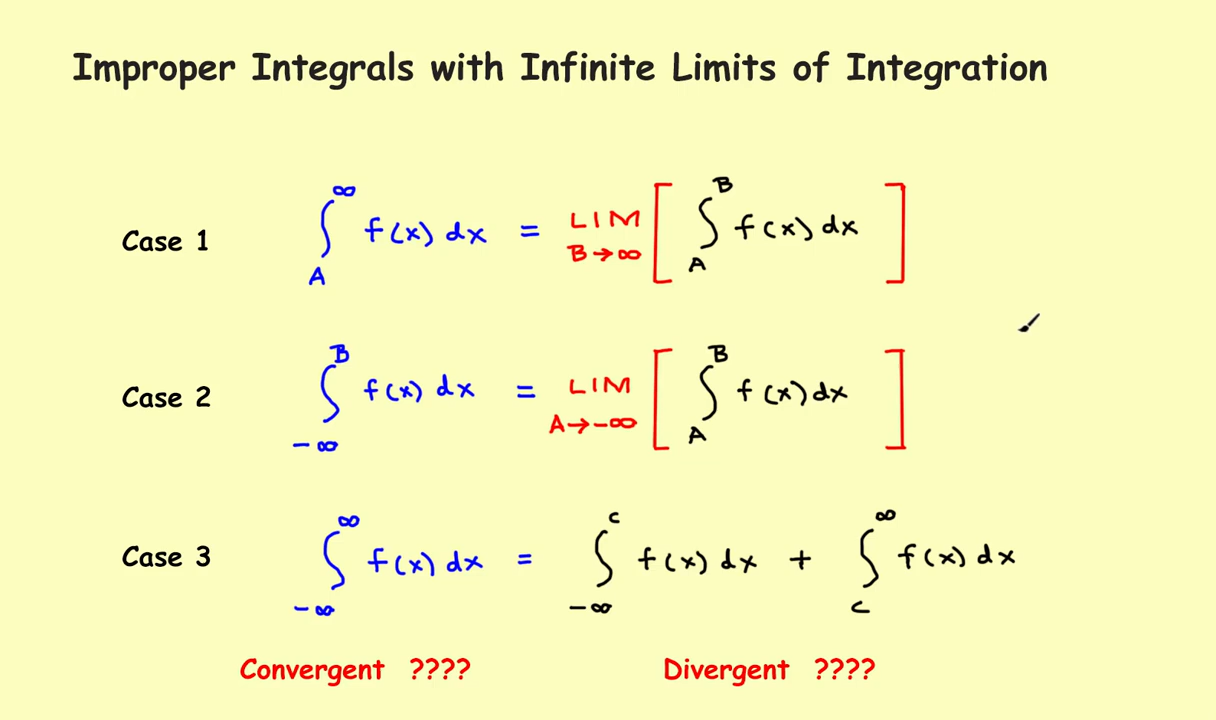 Improper Integrals with Infinite Limits of Integration
Case 1 ∫_A^∞ f(x) dx = LIM_{B→∞} [ ∫_A^B f(x) dx ]
Case 2 ∫_{-∞}^B f(x) dx = LIM_{A→-∞} [ ∫_A^B f(x) dx ]
Case 3 ∫_{-∞}^∞ f(x) dx = ∫_{-∞}^c f(x) dx + ∫_c^∞ f(x) dx
Convergent ???? Divergent ????